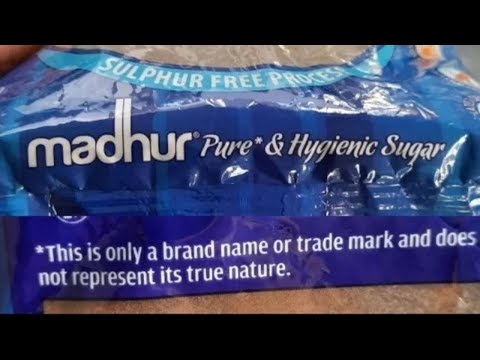 SULPHUR FREE PROCESS
madhur® Pure* & Hygienic Sugar
*This is only a brand name or trade mark and does
not represent its true nature.